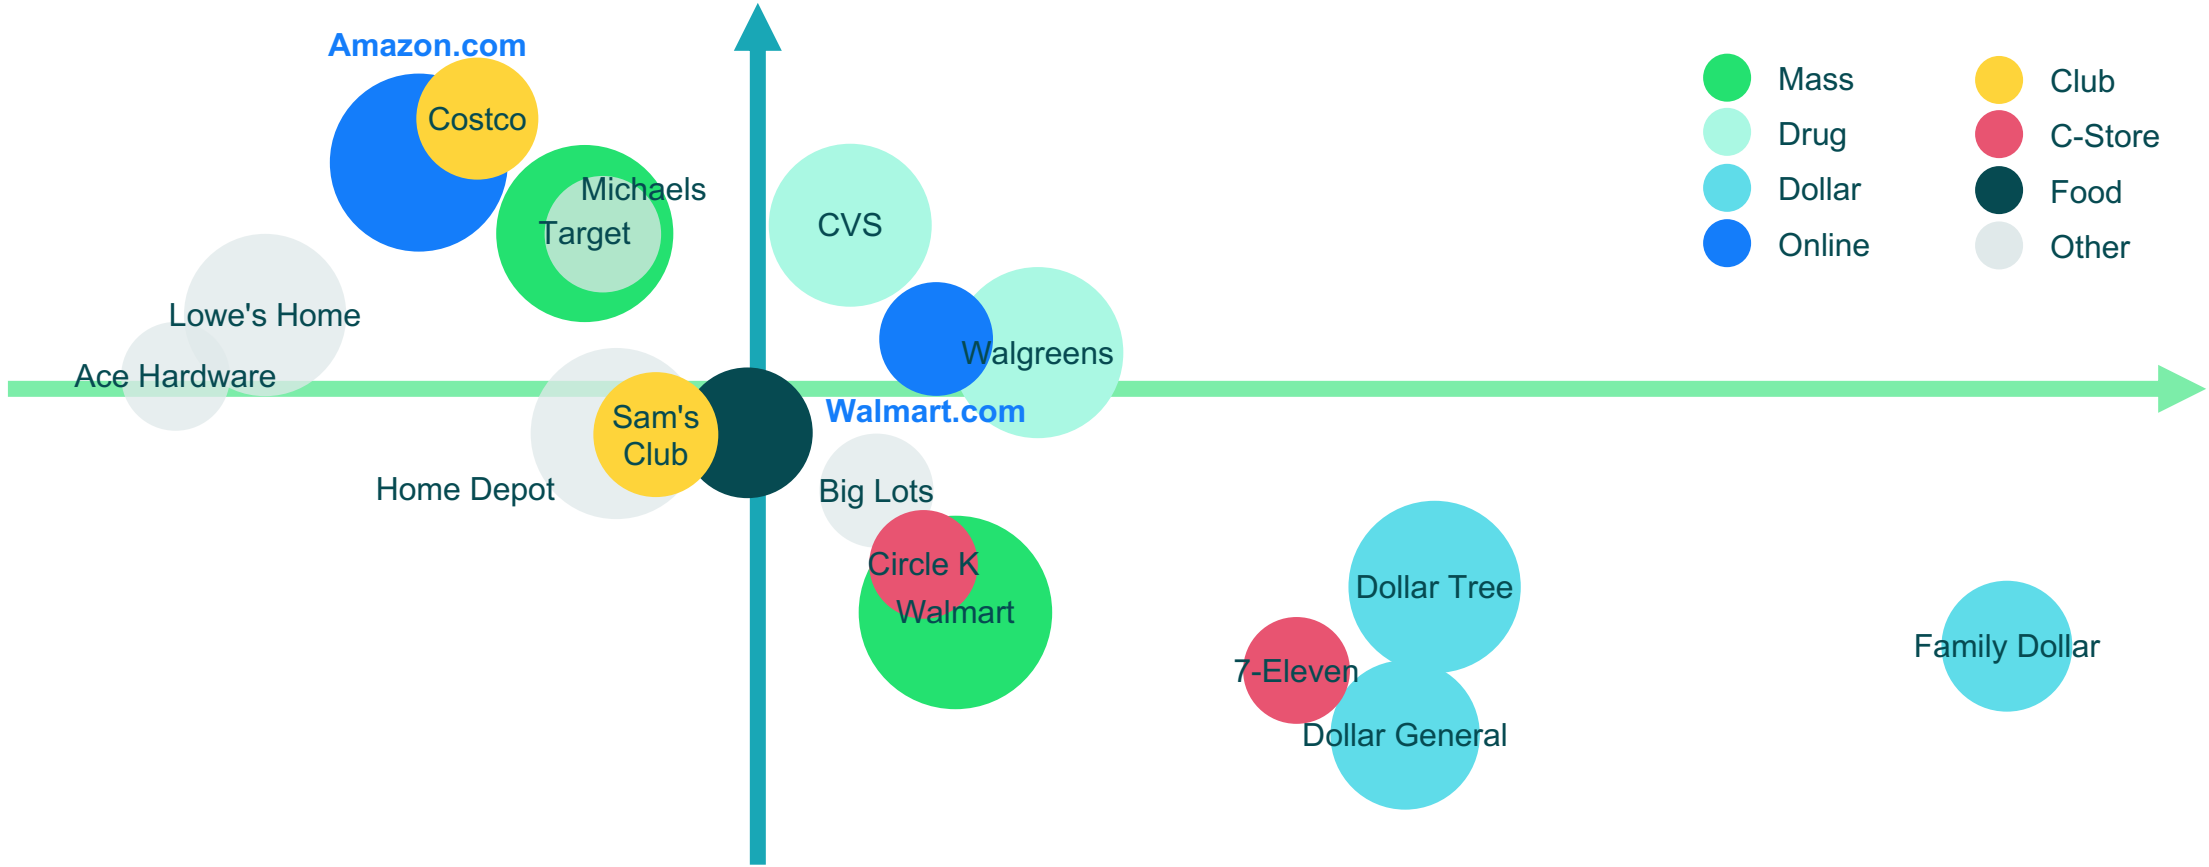 Amazon.com
Costco
Michaels
Target
CVS
Lowe's Home
Ace Hardware
Walgreens
Walmart.com
Sam's
Club
Home Depot
Big Lots
Circle K
Walmart
Dollar Tree
7-Eleven
Dollar General
Family Dollar
Mass
Drug
Dollar
Online
Club
C-Store
Food
Other